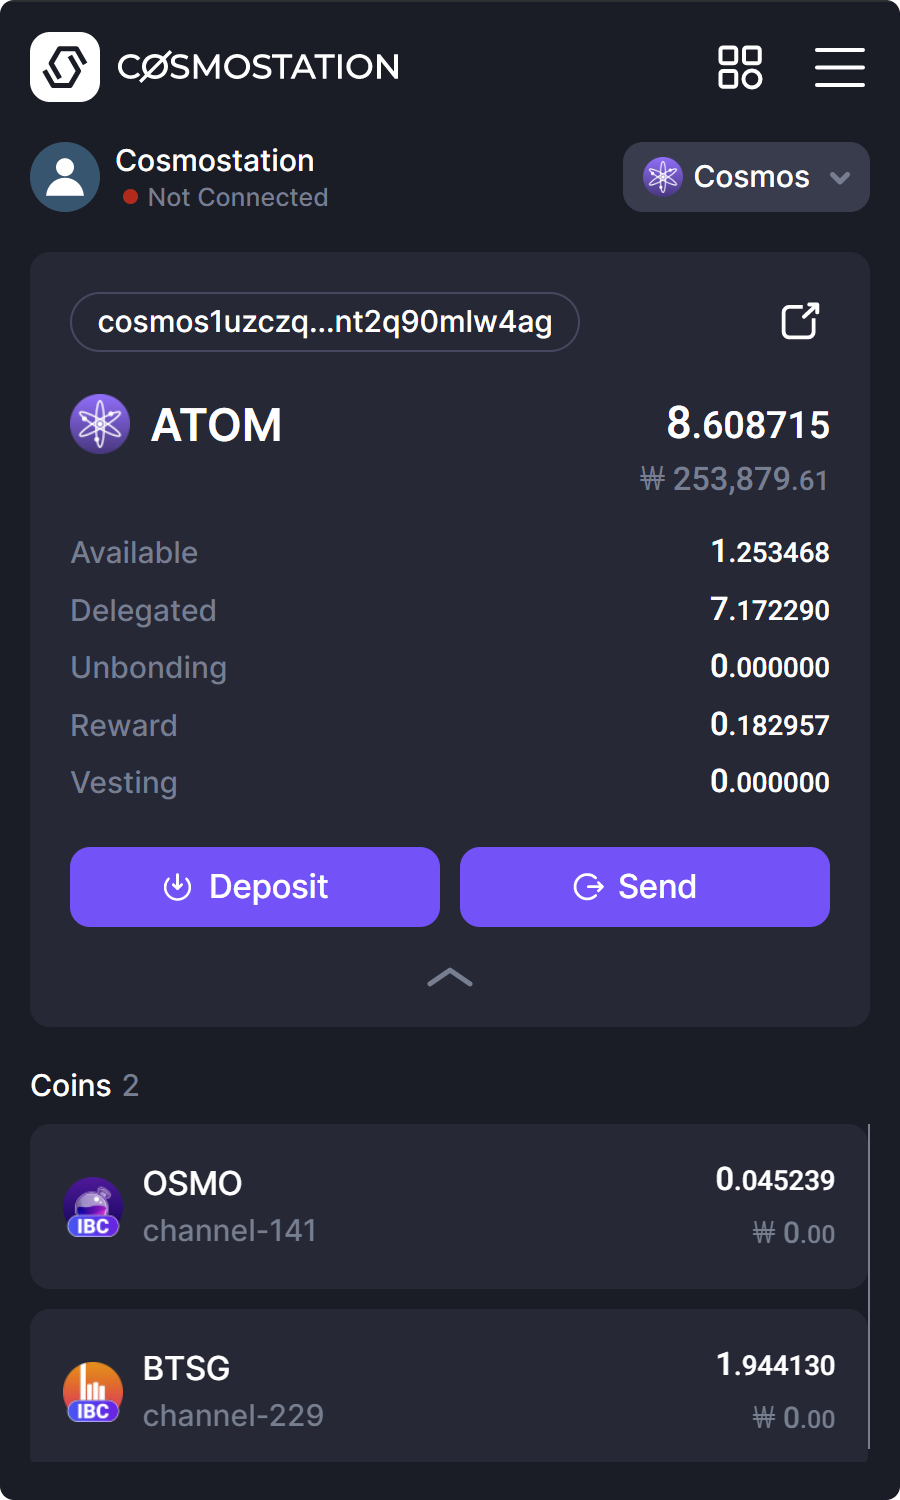 CØSMOSTATION
Cosmostation
Not Connected
Cosmos
cosmos1uzczq...nt2q90mlw4ag
ATOM 8.608715
₩ 253,879.61
Available 1.253468
Delegated 7.172290
Unbonding 0.000000
Reward 0.182957
Vesting 0.000000
Deposit Send
Coins 2
OSMO 0.045239
IBC
channel-141 ₩ 0.00
BTSG 1.944130
IBC
channel-229 ₩ 0.00